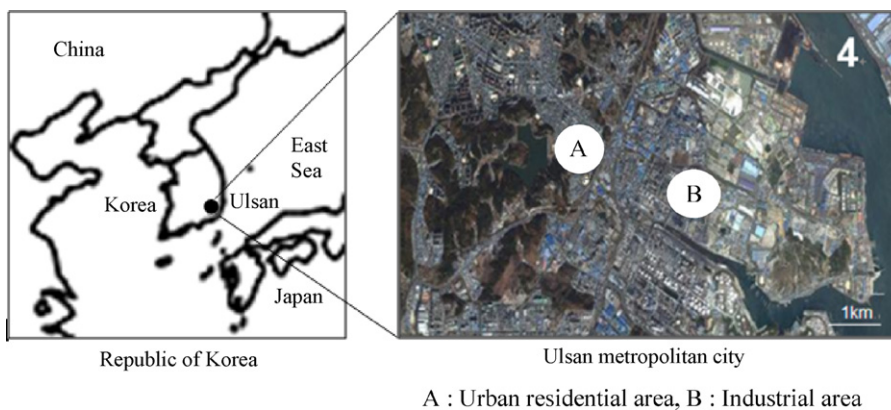 China
East
Sea
Korea
Ulsan
Japan
Republic of Korea
4
A
B
1km
Ulsan metropolitan city
A : Urban residential area, B : Industrial area